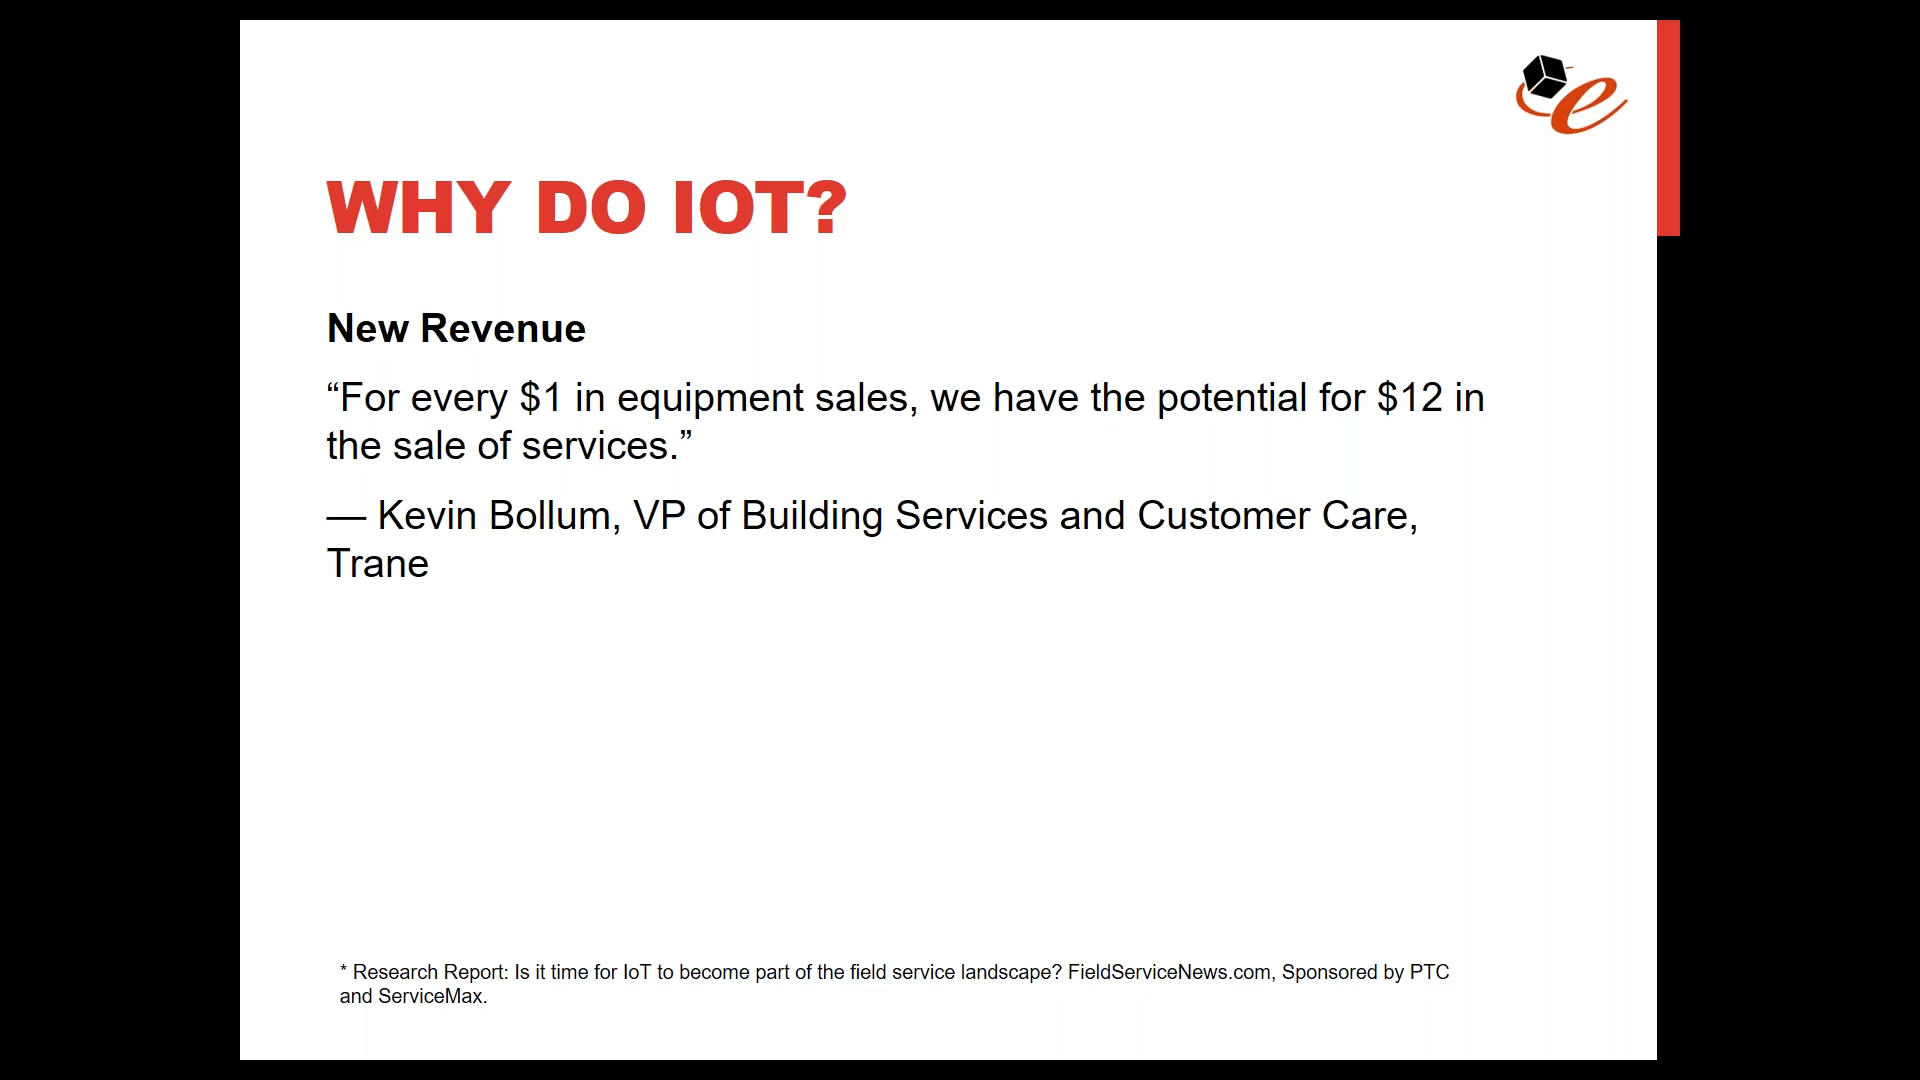 WHY DO IOT?
New Revenue
“For every $1 in equipment sales, we have the potential for $12 in
the sale of services.”
— Kevin Bollum, VP of Building Services and Customer Care,
Trane
* Research Report: Is it time for IoT to become part of the field service landscape? FieldServiceNews.com, Sponsored by PTC
and ServiceMax.